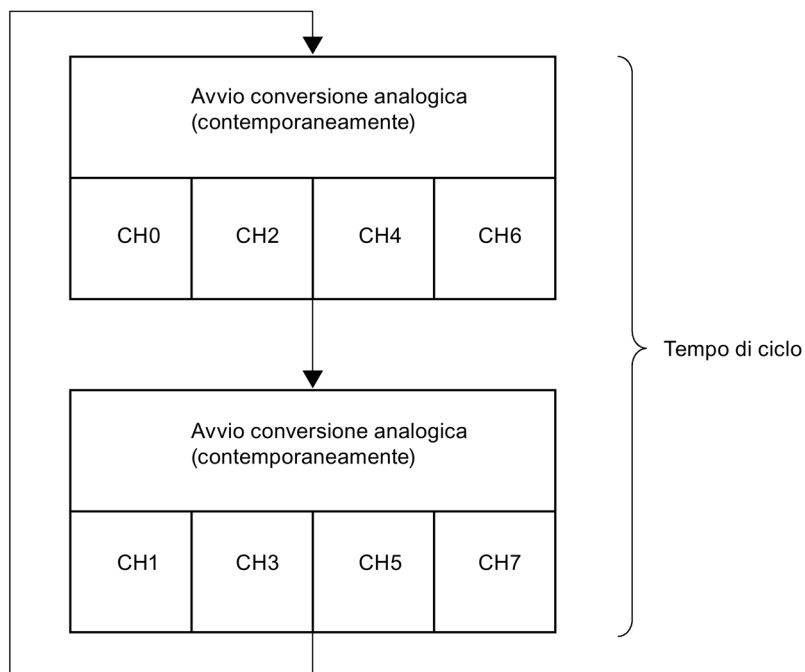 Avvio conversione analogica
(contemporaneamente)
CH0 CH2 CH4 CH6
Tempo di ciclo
Avvio conversione analogica
(contemporaneamente)
CH1 CH3 CH5 CH7